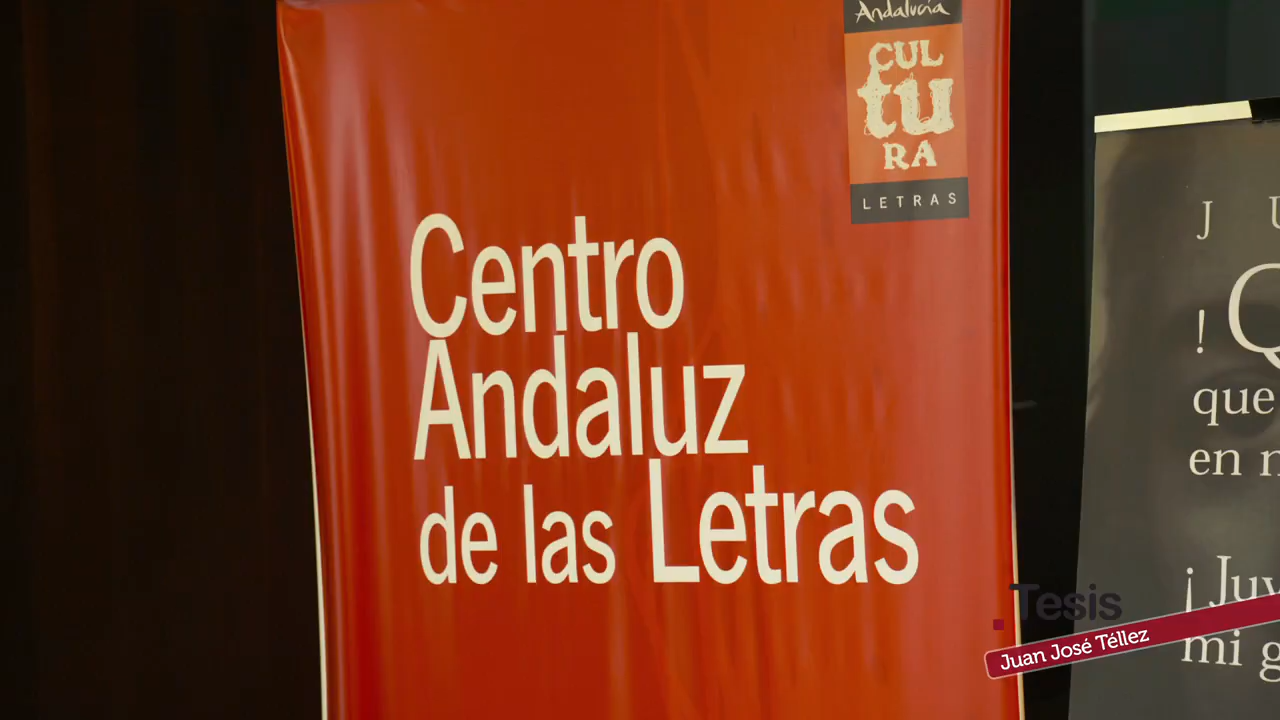 Andalucía
CUL
tu
RA
LETRAS
Centro
Andaluz
de las Letras
J U
! Q
que
en
¡ Juv
mi g
.Tesis
Juan José Téllez